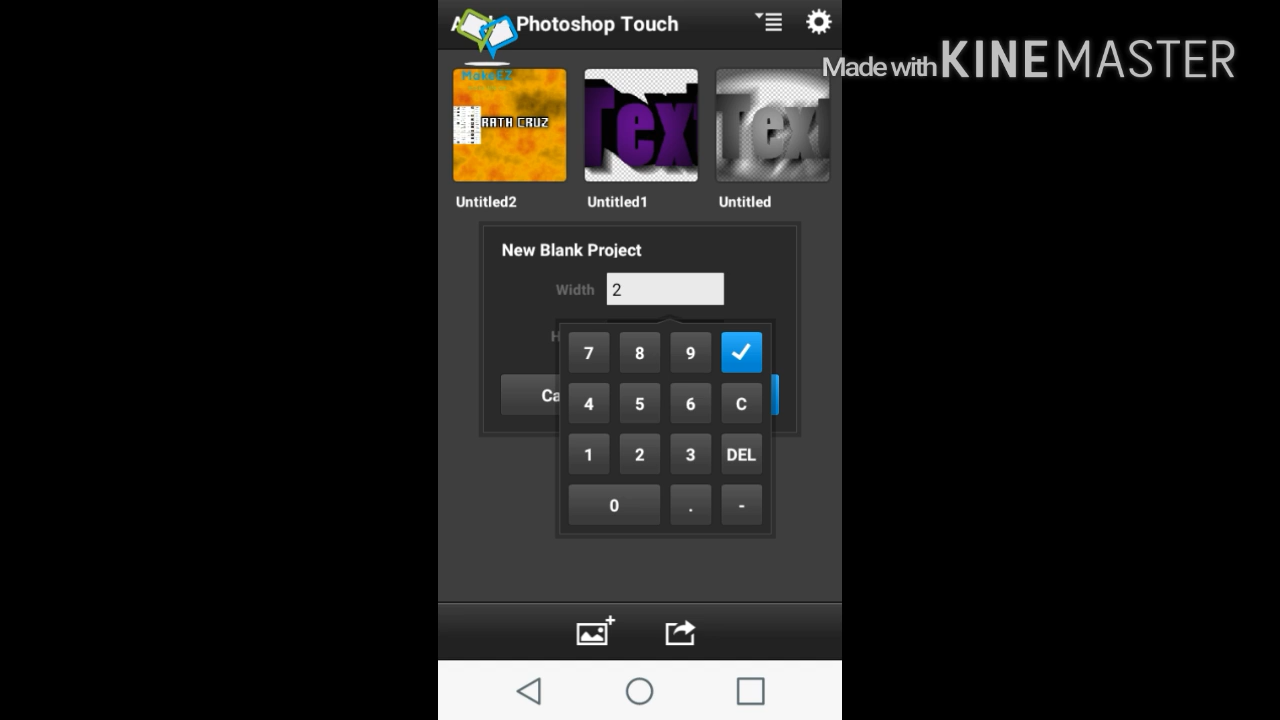 Photoshop Touch
Made with KINEMASTER
MakeEZ
RATH CRUZ
Text
Text
Untitled2
Untitled1
Untitled
New Blank Project
Width 2
H
7 8 9
Ca
4 5 6 C
1 2 3 DEL
0 . -